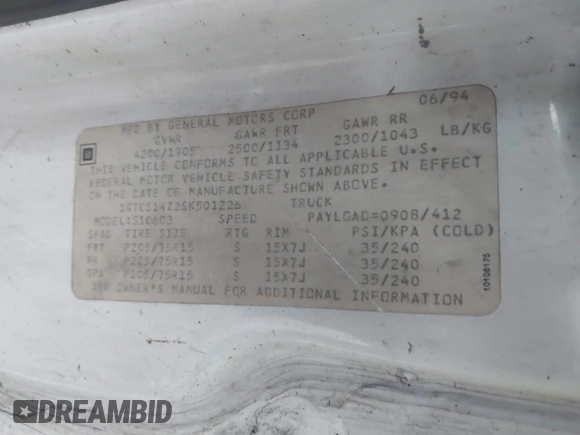 06/94
MFD BY GENERAL MOTORS CORP
GVWR GAWR FRT GAWR RR
4200/1905 2500/1134 2300/1043 LB/KG
THIS VEHICLE CONFORMS TO ALL APPLICABLE U.S.
FEDERAL MOTOR VEHICLE SAFETY STANDARDS IN EFFECT
ON THE DATE OF MANUFACTURE SHOWN ABOVE.
1GTCS14Z2SK501226 TRUCK
MODEL:S10603 SPEED PAYLOAD=0908/412
SPAD TIRE SIZE RTG RIM PSI/KPA (COLD)
FRT P205/75R15 S 15X7J 35/240
RR P205/75R15 S 15X7J 35/240
SPA P205/75R15 S 15X7J 35/240
SEE OWNER'S MANUAL FOR ADDITIONAL INFORMATION
10106175
DREAMBID